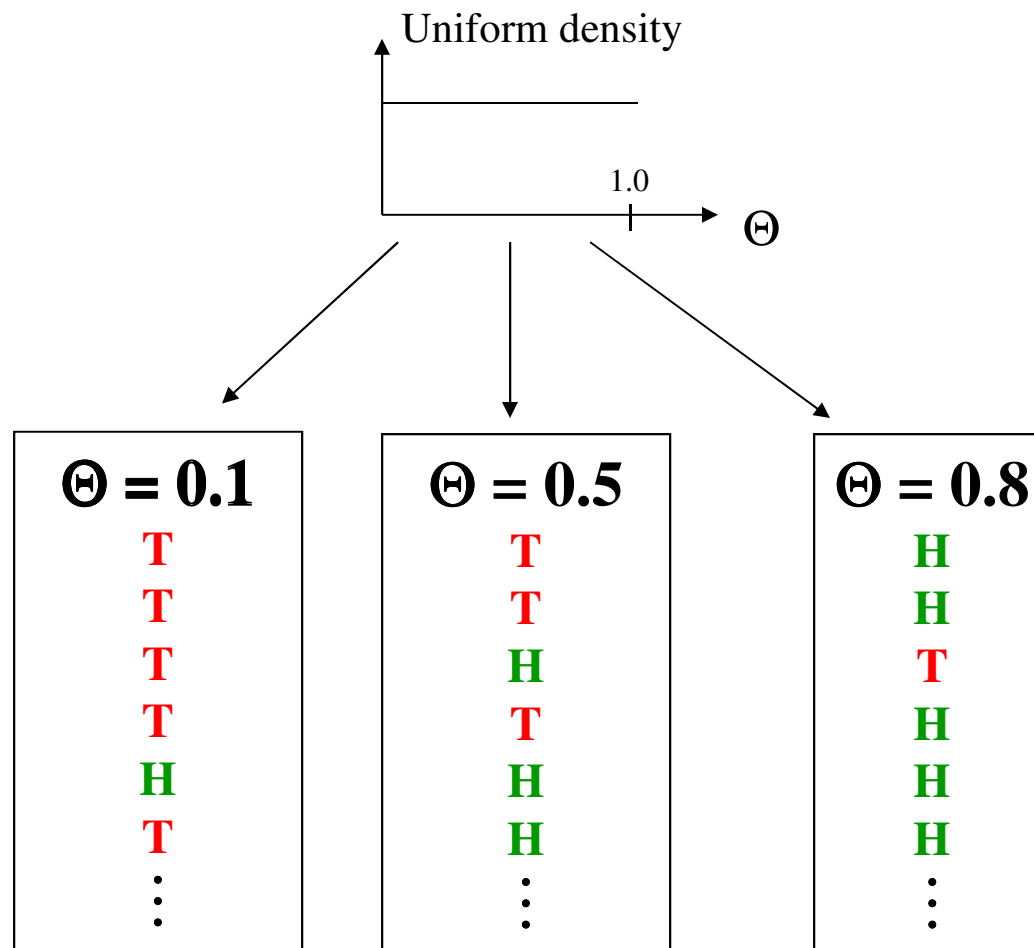 Uniform density
1.0
Θ
Θ = 0.1
T
T
T
T
H
T
⋮
Θ = 0.5
T
T
H
T
H
H
⋮
Θ = 0.8
H
H
T
H
H
H
⋮